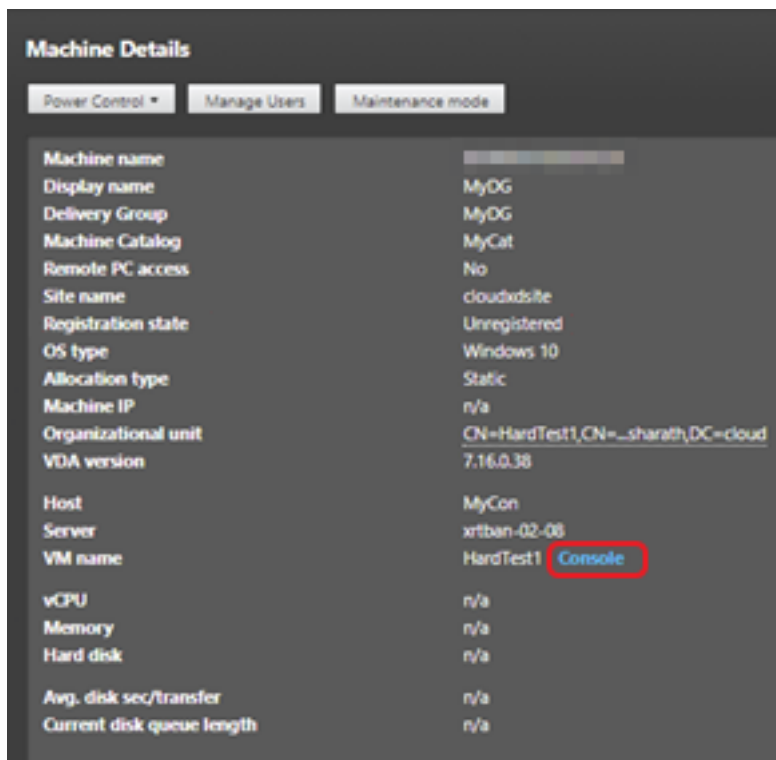 Machine Details
Power Control Manage Users Maintenance mode
Machine name
Display name MyDG
Delivery Group MyDG
Machine Catalog MyCat
Remote PC access No
Site name cloudxdsite
Registration state Unregistered
OS type Windows 10
Allocation type Static
Machine IP n/a
Organizational unit CN=HardTest1,CN=...sharath,DC=cloud
VDA version 7.16.0.38
Host MyCon
Server xrtban-02-08
VM name HardTest1 Console
vCPU n/a
Memory n/a
Hard disk n/a
Avg. disk sec/transfer n/a
Current disk queue length n/a